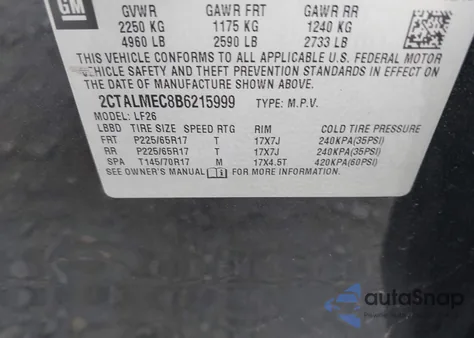 GM
GVWR GAWR FRT GAWR RR
2250 KG 1175 KG 1240 KG
4960 LB 2590 LB 2733 LB
THIS VEHICLE CONFORMS TO ALL APPLICABLE U.S. FEDERAL MOTOR
VEHICLE SAFETY AND THEFT PREVENTION STANDARDS IN EFFECT ON
THE DATE OF MANUFACTURE SHOWN ABOVE.
2CTALMEC8B6215999 TYPE: M.P.V.
MODEL: LF26
LBBD TIRE SIZE SPEED RTG RIM COLD TIRE PRESSURE
FRT P225/65R17 T 17X7J 240KPA(35PSI)
RR P225/65R17 T 17X7J 240KPA(35PSI)
SPA T145/70R17 M 17X4.5T 420KPA(60PSI)
SEE OWNER'S MANUAL FOR MORE INFORMATION.
autoSnap